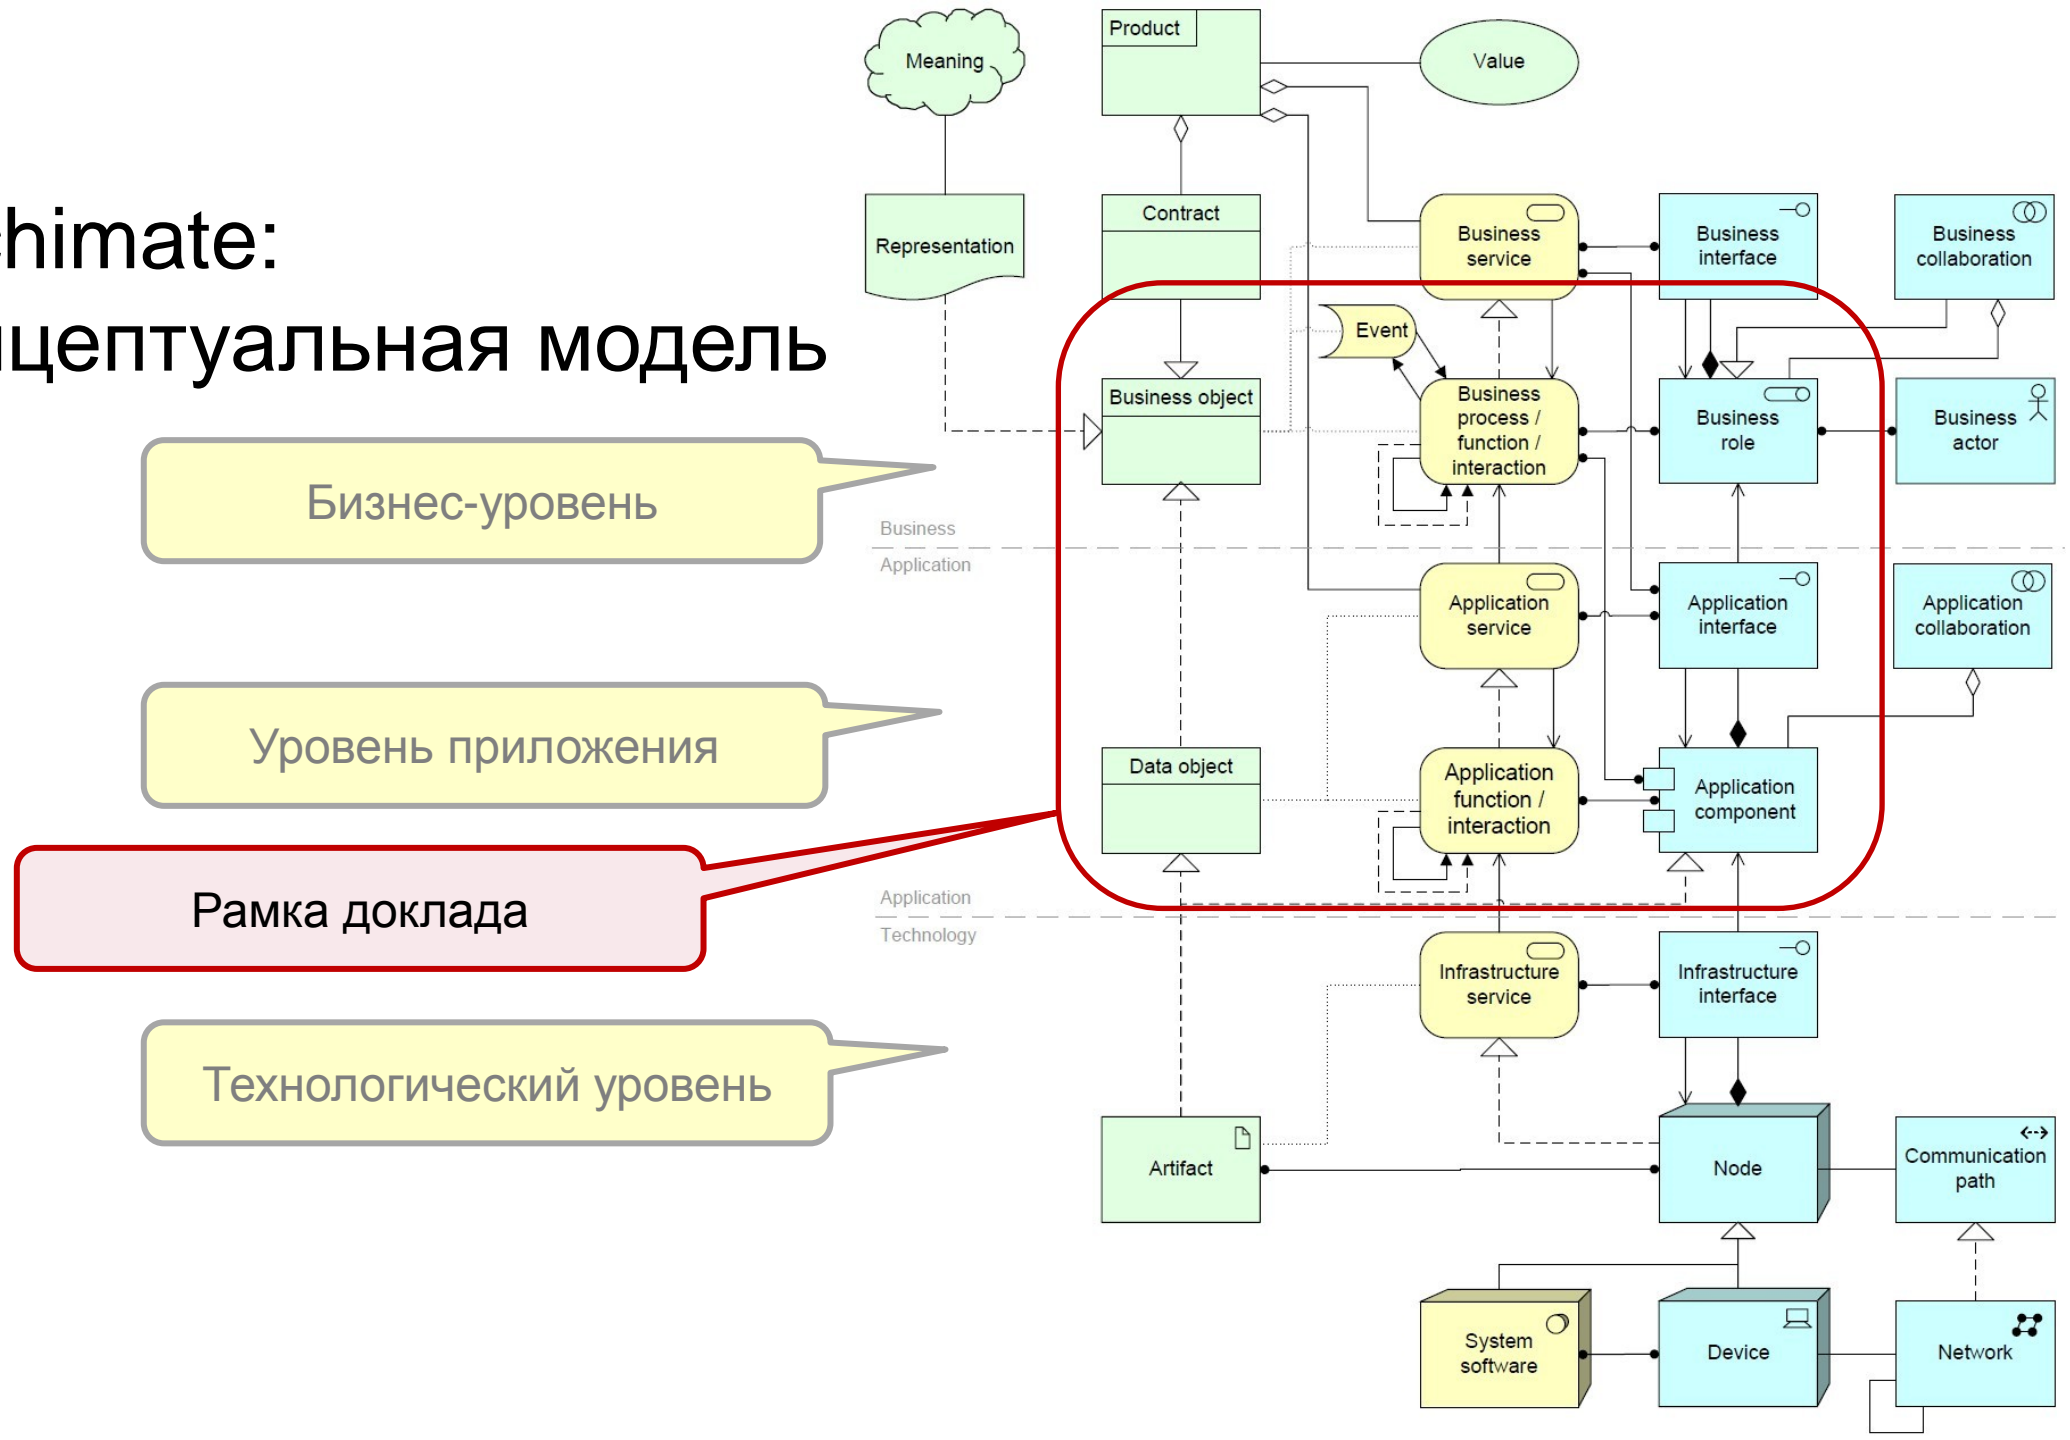 chimate:
цептуальная модель
Бизнес-уровень
Уровень приложения
Рамка доклада
Технологический уровень
Meaning
Product
Value
Representation
Contract
Business
service
Business
interface
Business
collaboration
Event
Business object
Business
process /
function /
interaction
Business
role
Business
actor
Business
Application
Application
service
Application
interface
Application
collaboration
Data object
Application
function /
interaction
Application
component
Application
Technology
Infrastructure
service
Infrastructure
interface
Artifact
Node
Communication
path
System
software
Device
Network